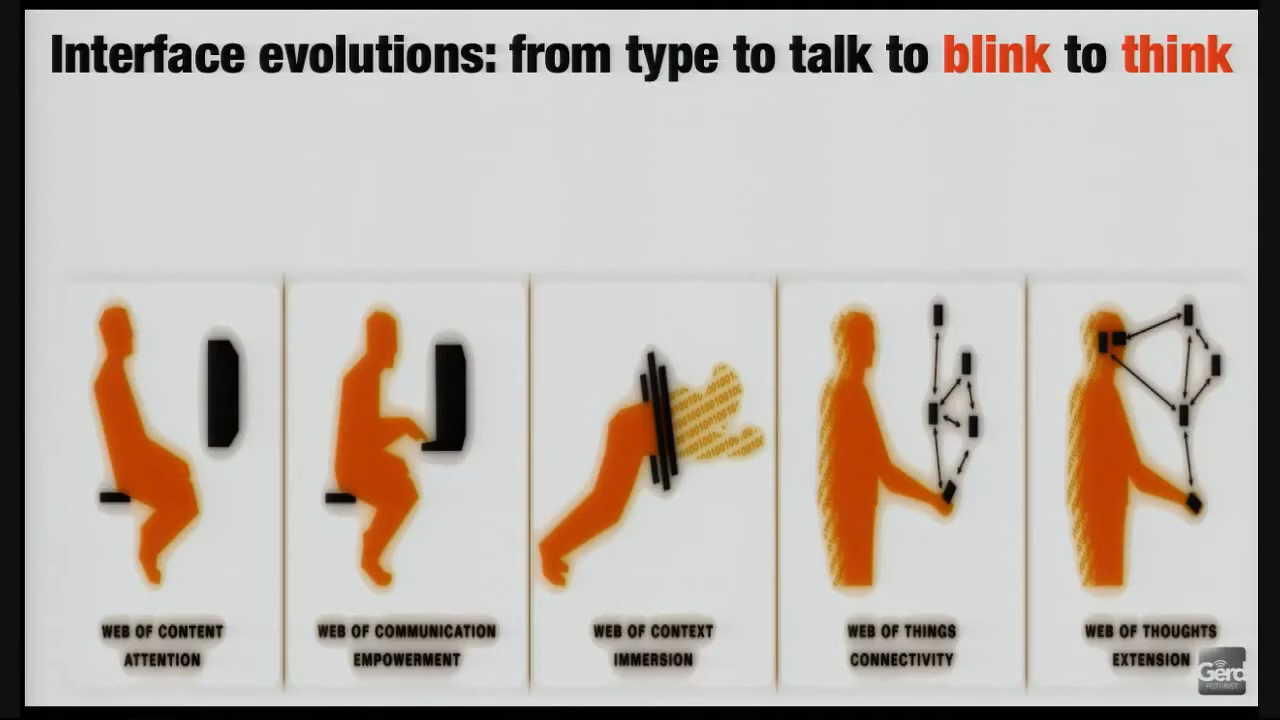 Interface evolutions: from type to talk to blink to think
WEB OF CONTENT
ATTENTION
WEB OF COMMUNICATION
EMPOWERMENT
WEB OF CONTEXT
IMMERSION
WEB OF THINGS
CONNECTIVITY
WEB OF THOUGHTS
EXTENSION
Gerd
FUTURIST